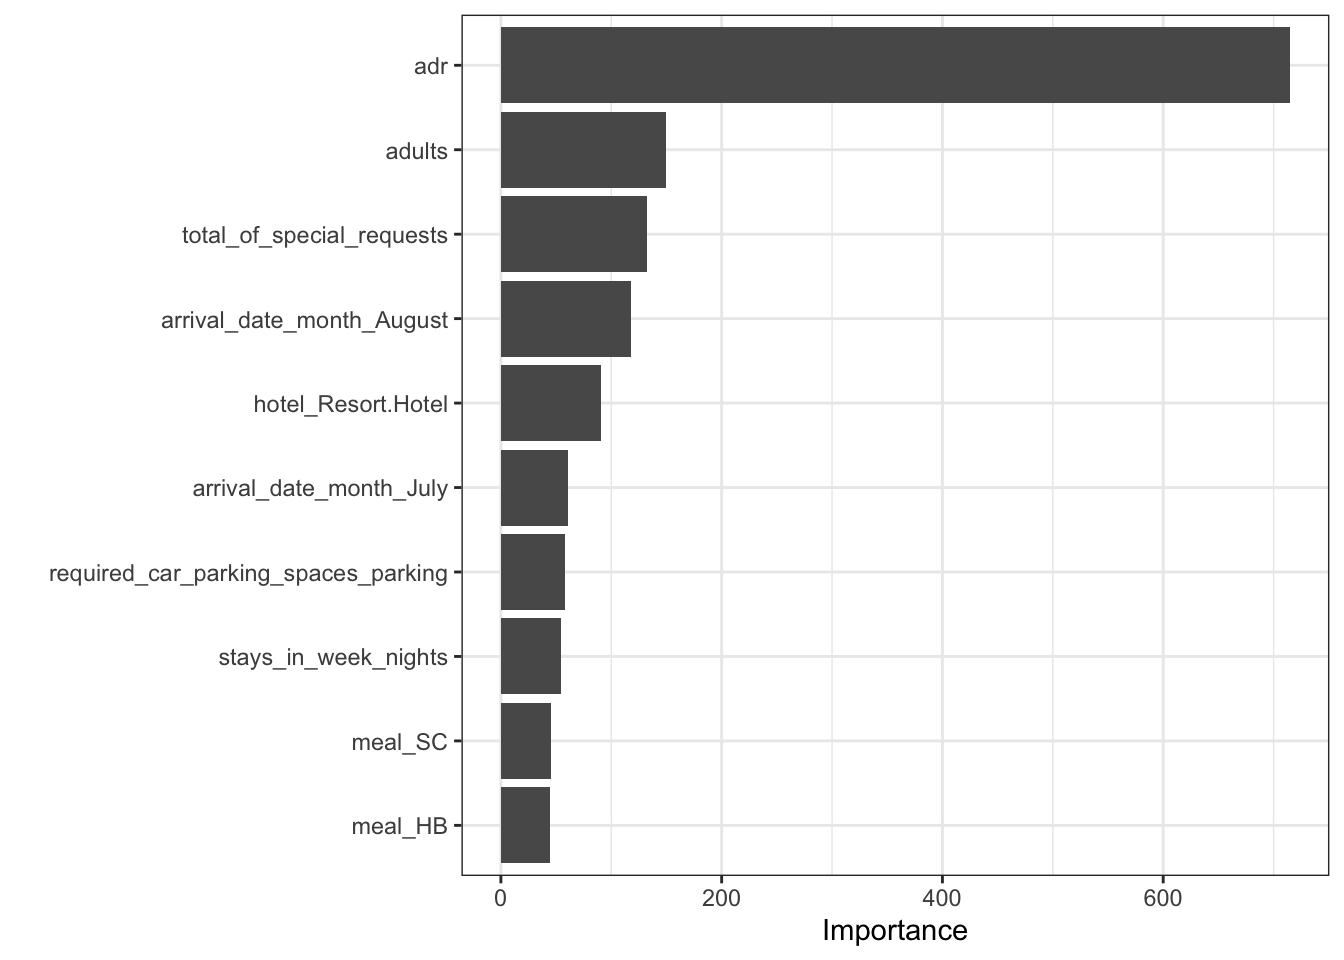 adr
adults
total_of_special_requests
arrival_date_month_August
hotel_Resort.Hotel
arrival_date_month_July
required_car_parking_spaces_parking
stays_in_week_nights
meal_SC
meal_HB
0 200 400 600
Importance